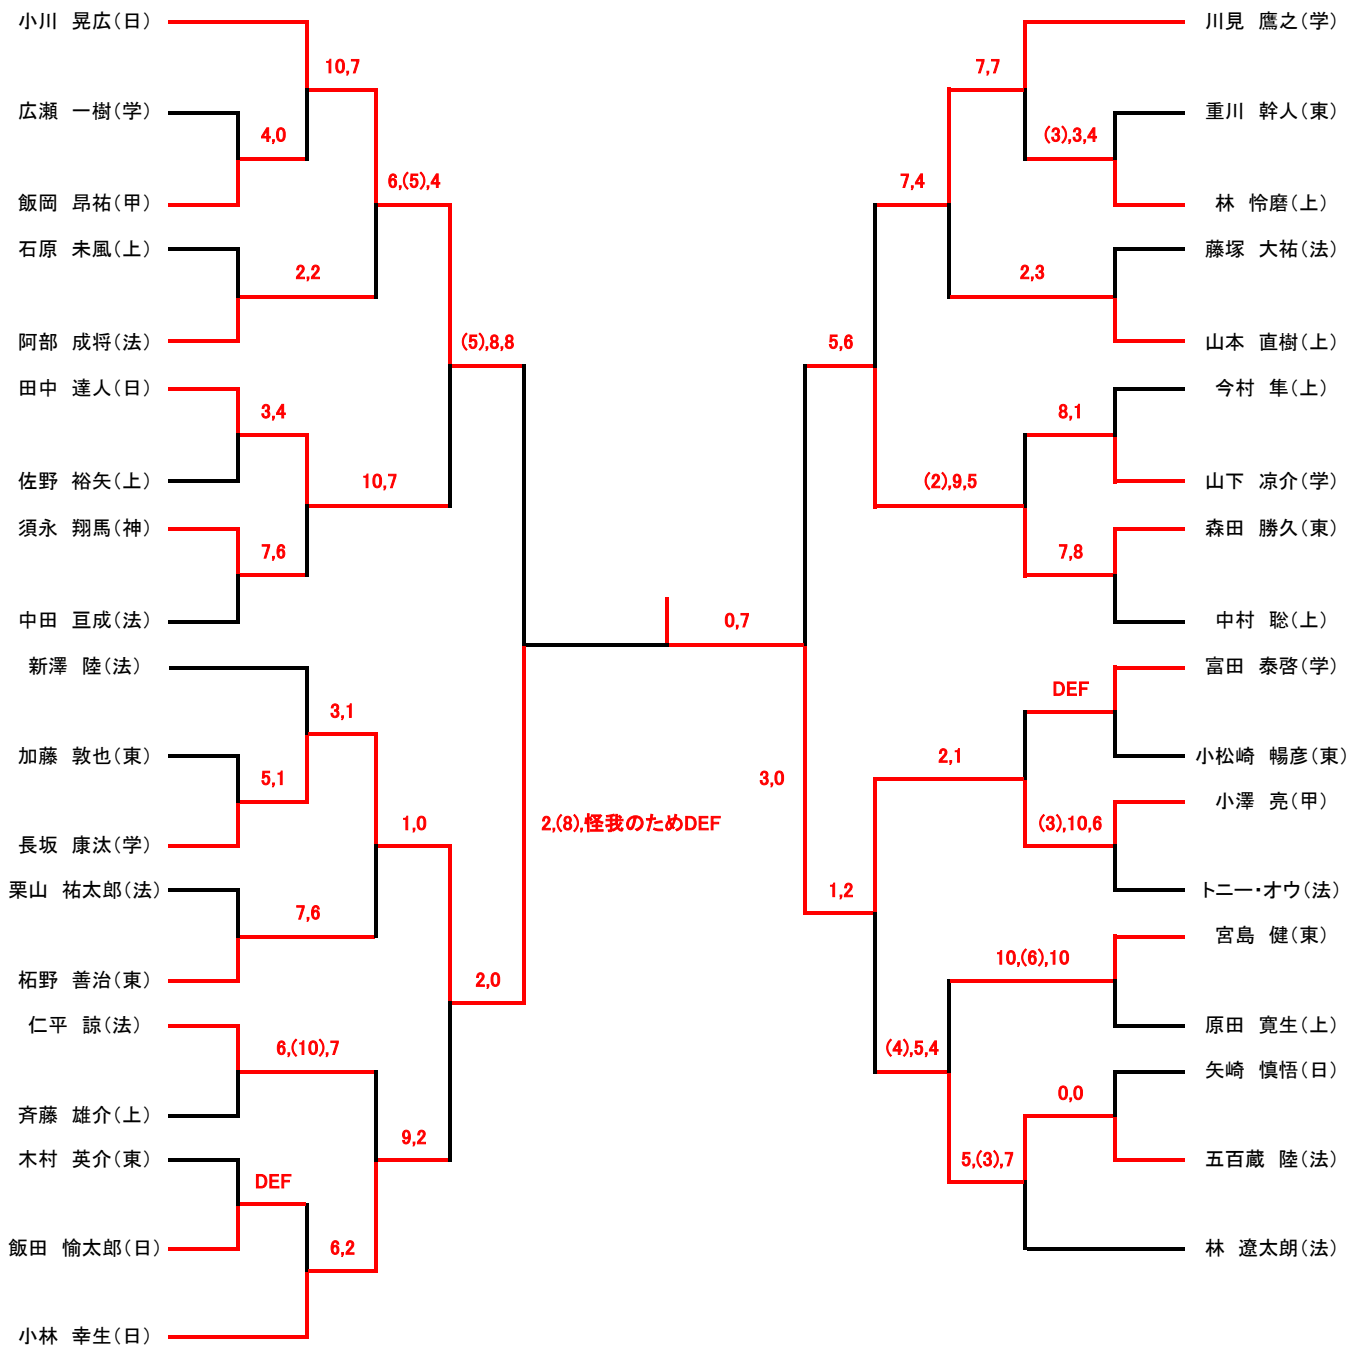 小川　晃広(日)
10,7
広瀬　一樹(学)
4,0
飯岡　昂祐(甲)
6,(5),4
石原　未風(上)
2,2
阿部　成将(法)
(5),8,8
田中　達人(日)
3,4
佐野　裕矢(上)
10,7
須永　翔馬(神)
7,6
中田　亘成(法)
新澤　陸(法)
3,1
加藤　敦也(東)
5,1
長坂　康汰(学)
1,0
栗山　祐太郎(法)
7,6
柘野　善治(東)
2,0
仁平　諒(法)
6,(10),7
斉藤　雄介(上)
9,2
木村　英介(東)
DEF
飯田　愉太郎(日)
6,2
小林　幸生(日)
2,(8),怪我のためDEF
0,7
3,0
川見　鷹之(学)
7,7
重川　幹人(東)
(3),3,4
林　怜磨(上)
7,4
藤塚　大祐(法)
2,3
山本　直樹(上)
5,6
今村　隼(上)
8,1
山下　凉介(学)
(2),9,5
森田　勝久(東)
7,8
中村　聡(上)
富田　泰啓(学)
DEF
小松崎　暢彦(東)
2,1
小澤　亮(甲)
(3),10,6
トニー・オウ(法)
1,2
宮島　健(東)
10,(6),10
原田　寛生(上)
(4),5,4
矢崎　慎悟(日)
0,0
五百蔵　陸(法)
5,(3),7
林　遼太朗(法)